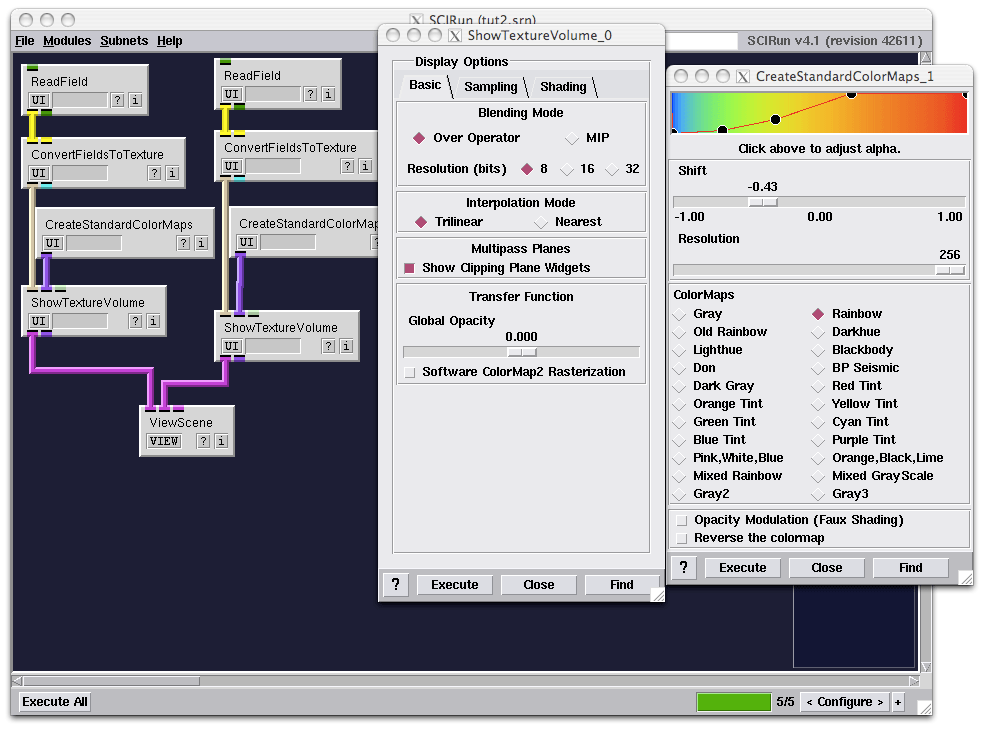 SCIRun (tut2.srn)
File Modules Subnets Help
SCIRun v4.1 (revision 42611)
ReadField
UI ? i
ConvertFieldsToTexture
UI ? i
CreateStandardColorMaps
UI ? i
ShowTextureVolume
UI ? i
ReadField
UI ? i
ConvertFieldsToTexture
UI ? i
CreateStandardColorMap
UI ?
ShowTextureVolume
UI ? i
ViewScene
VIEW ? i
ShowTextureVolume_0
Display Options
Basic Sampling Shading
Blending Mode
Over Operator MIP
Resolution (bits) 8 16 32
Interpolation Mode
Trilinear Nearest
Multipass Planes
Show Clipping Plane Widgets
Transfer Function
Global Opacity
0.000
Software ColorMap2 Rasterization
? Execute Close Find
CreateStandardColorMaps_1
Click above to adjust alpha.
Shift
-0.43
-1.00 0.00 1.00
Resolution
256
ColorMaps
Gray Rainbow
Old Rainbow Darkhue
Lighthue Blackbody
Don BP Seismic
Dark Gray Red Tint
Orange Tint Yellow Tint
Green Tint Cyan Tint
Blue Tint Purple Tint
Pink,White,Blue Orange,Black,Lime
Mixed Rainbow Mixed GrayScale
Gray2 Gray3
Opacity Modulation (Faux Shading)
Reverse the colormap
? Execute Close Find
Execute All 5/5 < Configure > +